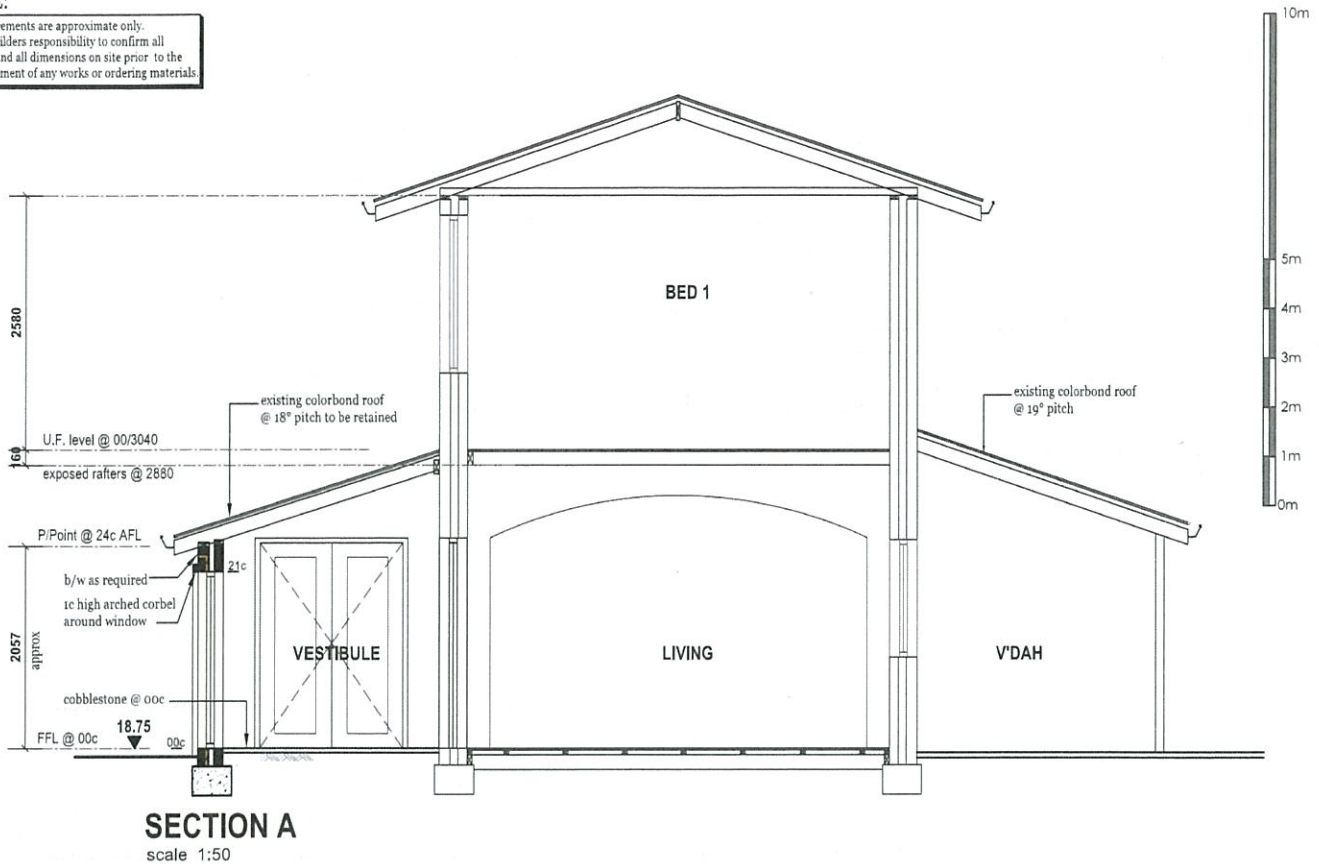 ements are approximate only.
ilders responsibility to confirm all
nd all dimensions on site prior to the
ment of any works or ordering materials.
10m
5m
4m
3m
2m
1m
0m
BED 1
2580
existing colorbond roof
@ 18° pitch to be retained
existing colorbond roof
@ 19° pitch
U.F. level @ 00/3040
160
exposed rafters @ 2880
P/Point @ 24c AFL
21c
b/w as required
1c high arched corbel
around window
2057
approx
VESTIBULE
LIVING
V'DAH
cobblestone @ 00c
18.75
FFL @ 00c
00c
SECTION A
scale 1:50